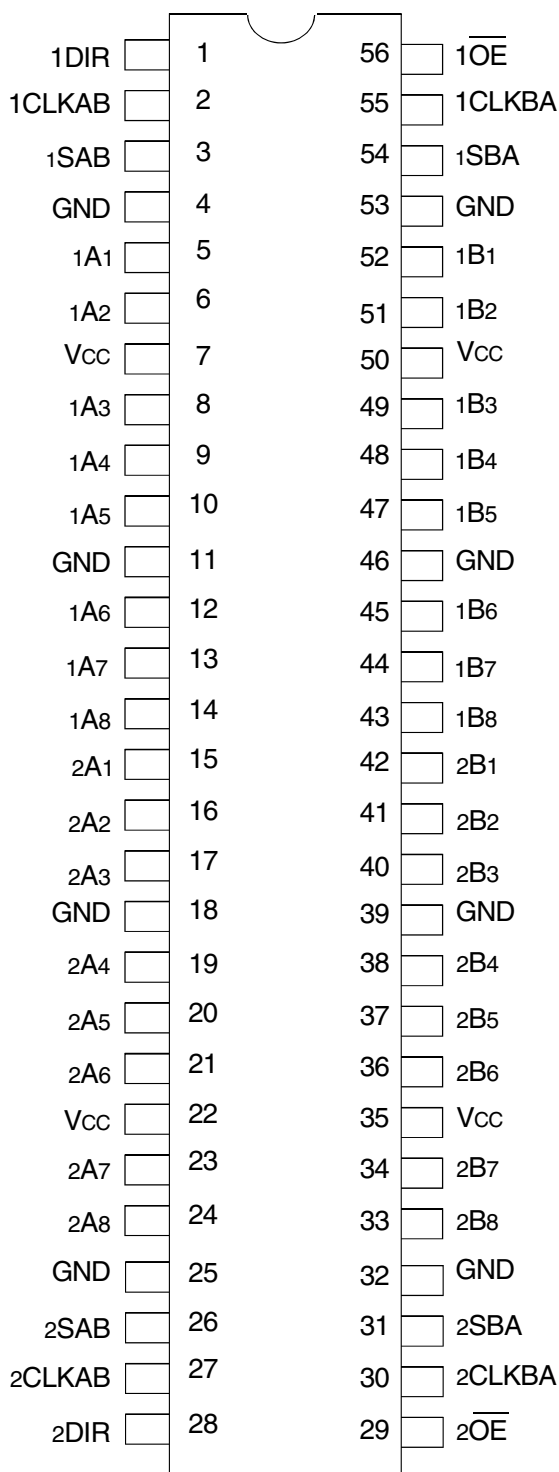 1DIR 1 56 1O̅E̅
1CLKAB 2 55 1CLKBA
1SAB 3 54 1SBA
GND 4 53 GND
1A1 5 52 1B1
1A2 6 51 1B2
VCC 7 50 VCC
1A3 8 49 1B3
1A4 9 48 1B4
1A5 10 47 1B5
GND 11 46 GND
1A6 12 45 1B6
1A7 13 44 1B7
1A8 14 43 1B8
2A1 15 42 2B1
2A2 16 41 2B2
2A3 17 40 2B3
GND 18 39 GND
2A4 19 38 2B4
2A5 20 37 2B5
2A6 21 36 2B6
VCC 22 35 VCC
2A7 23 34 2B7
2A8 24 33 2B8
GND 25 32 GND
2SAB 26 31 2SBA
2CLKAB 27 30 2CLKBA
2DIR 28 29 2O̅E̅